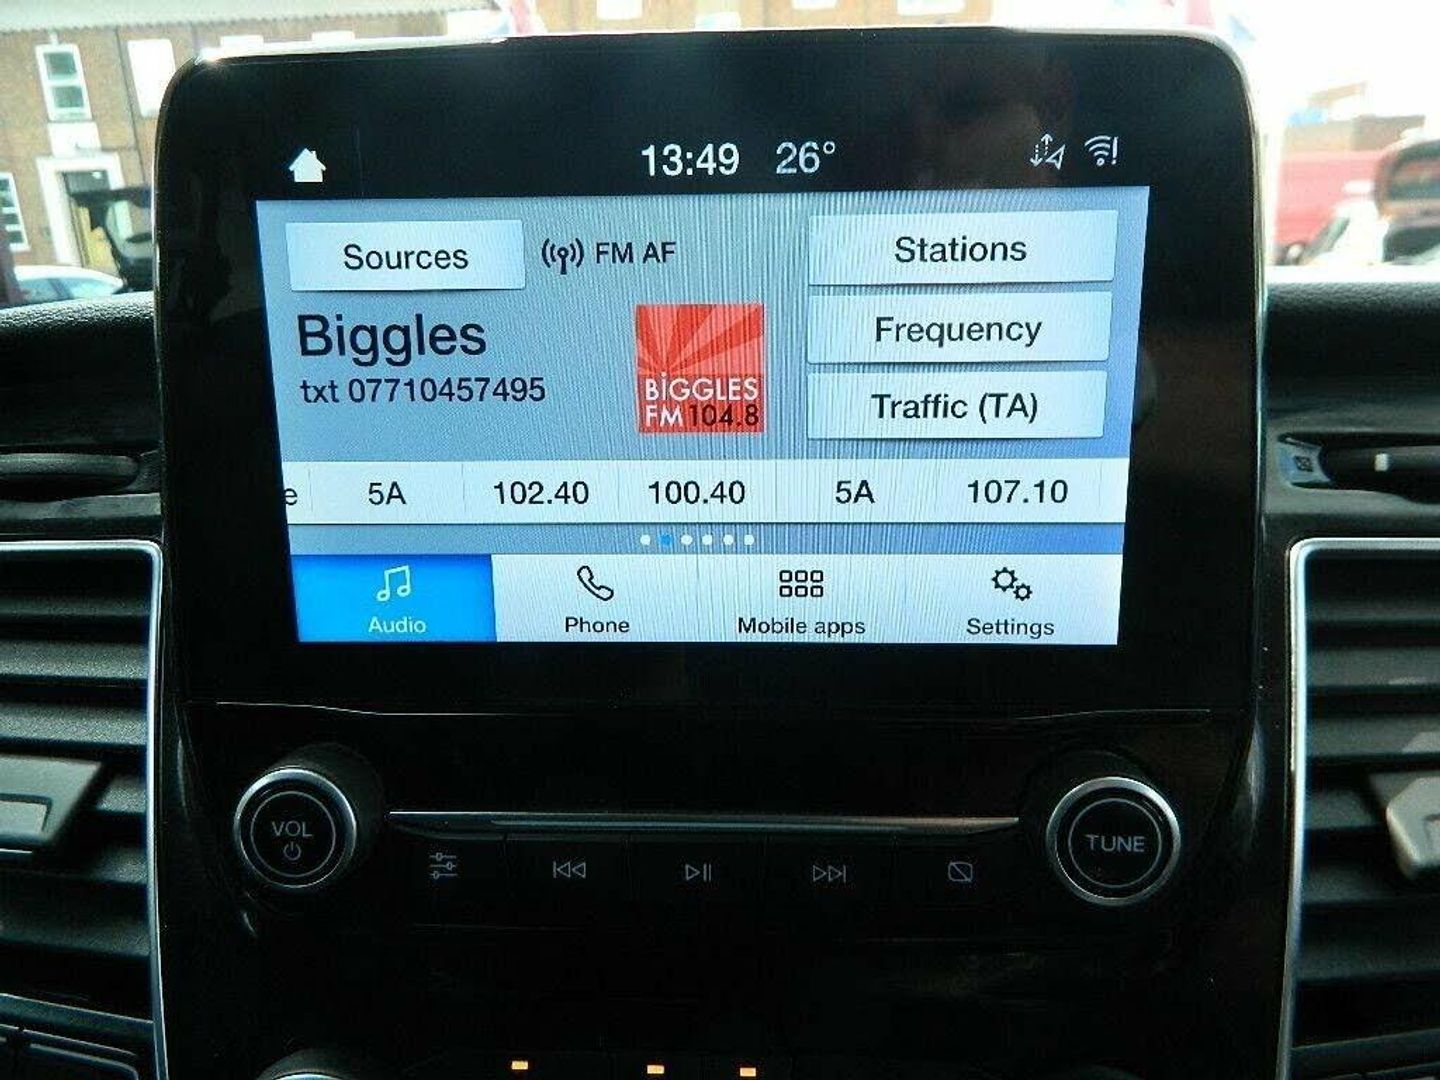 13:49 26°
Sources
FM AF
Stations
Biggles
Frequency
txt 07710457495
BiGGLES
FM 104.8
Traffic (TA)
e
5A
102.40
100.40
5A
107.10
Audio
Phone
Mobile apps
Settings
VOL
TUNE